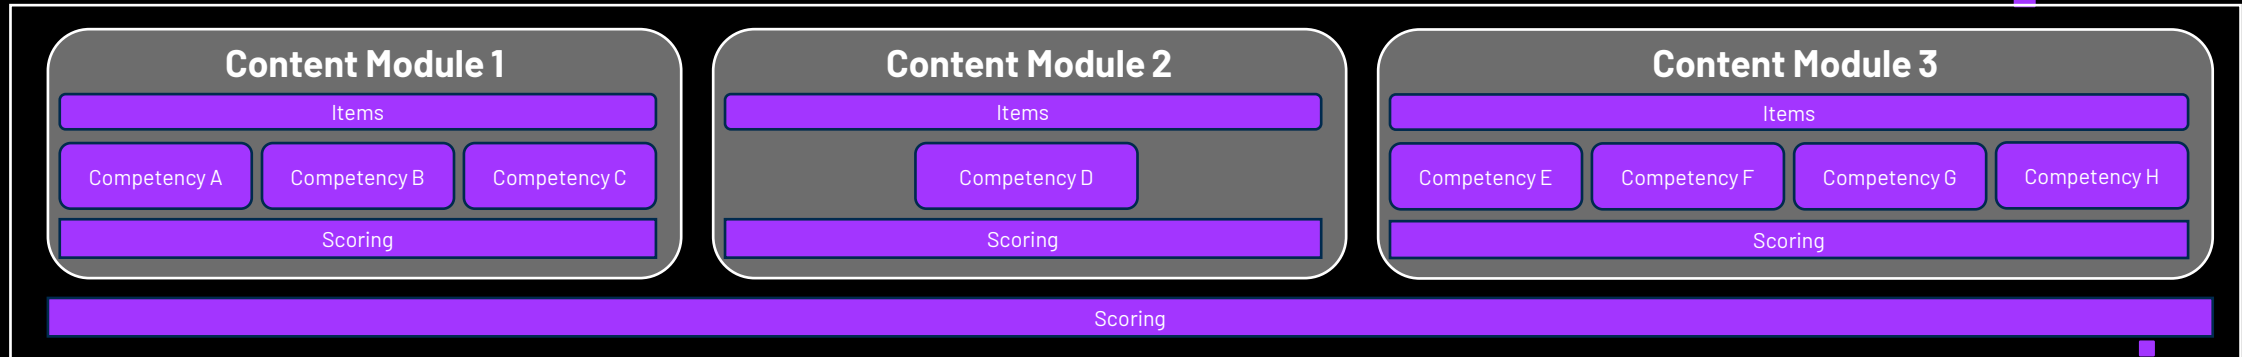 Content Module 1
Items
Competency A
Competency B
Competency C
Scoring
Content Module 2
Items
Competency D
Scoring
Content Module 3
Items
Competency E
Competency F
Competency G
Competency H
Scoring
Scoring